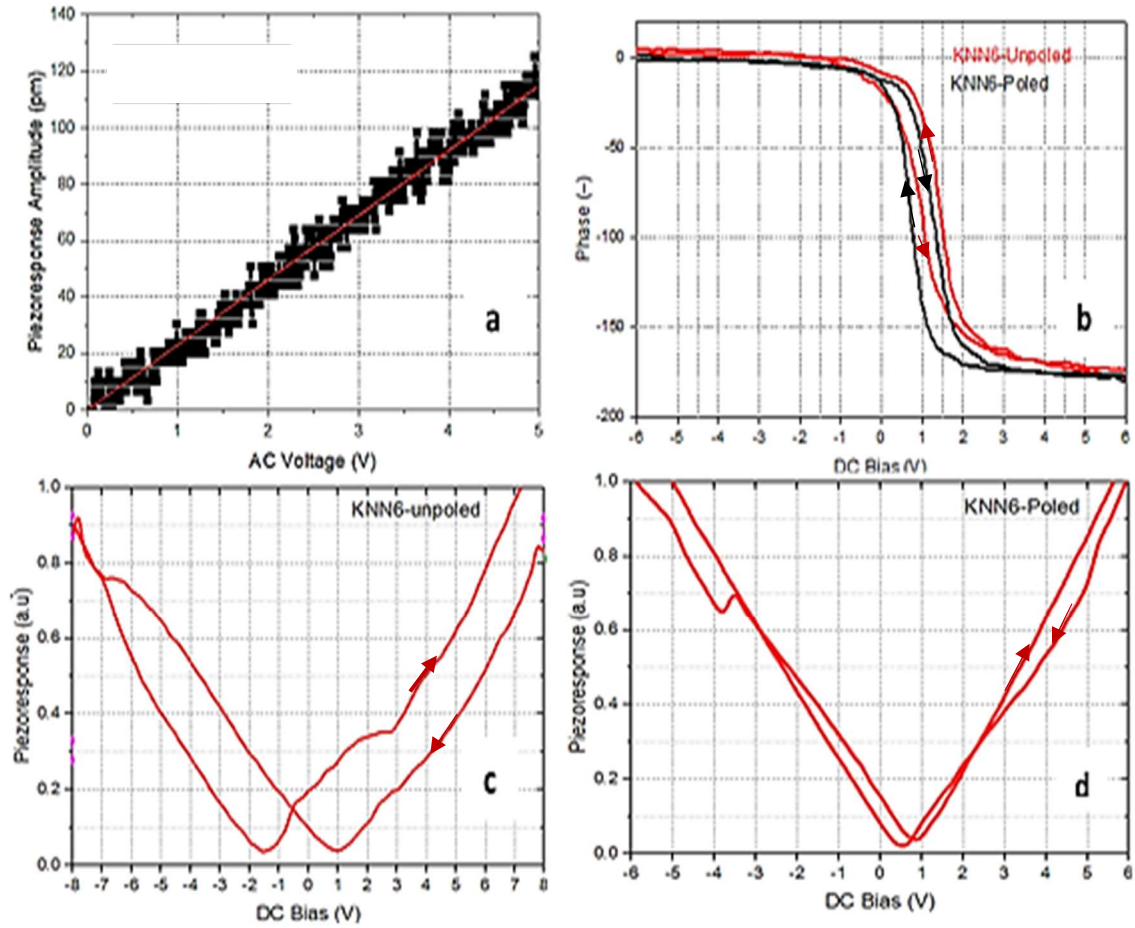 140
120
100
80
60
40
20
0
Piezoresponse Amplitude (pm)
a
0 1 2 3 4 5
AC Voltage (V)
0
-50
-100
-150
-200
Phase (–)
KNN6-Unpoled
KNN6-Poled
b
-6 -5 -4 -3 -2 -1 0 1 2 3 4 5 6
DC Bias (V)
1.0
0.8
0.6
0.4
0.2
0.0
Piezoresponse (a.u)
KNN6-unpoled
c
-8 -7 -6 -5 -4 -3 -2 -1 0 1 2 3 4 5 6 7 8
DC Bias (V)
1.0
0.8
0.6
0.4
0.2
0.0
Piezoresponse (a.u)
KNN6-Poled
d
-6 -5 -4 -3 -2 -1 0 1 2 3 4 5 6
DC Bias (V)